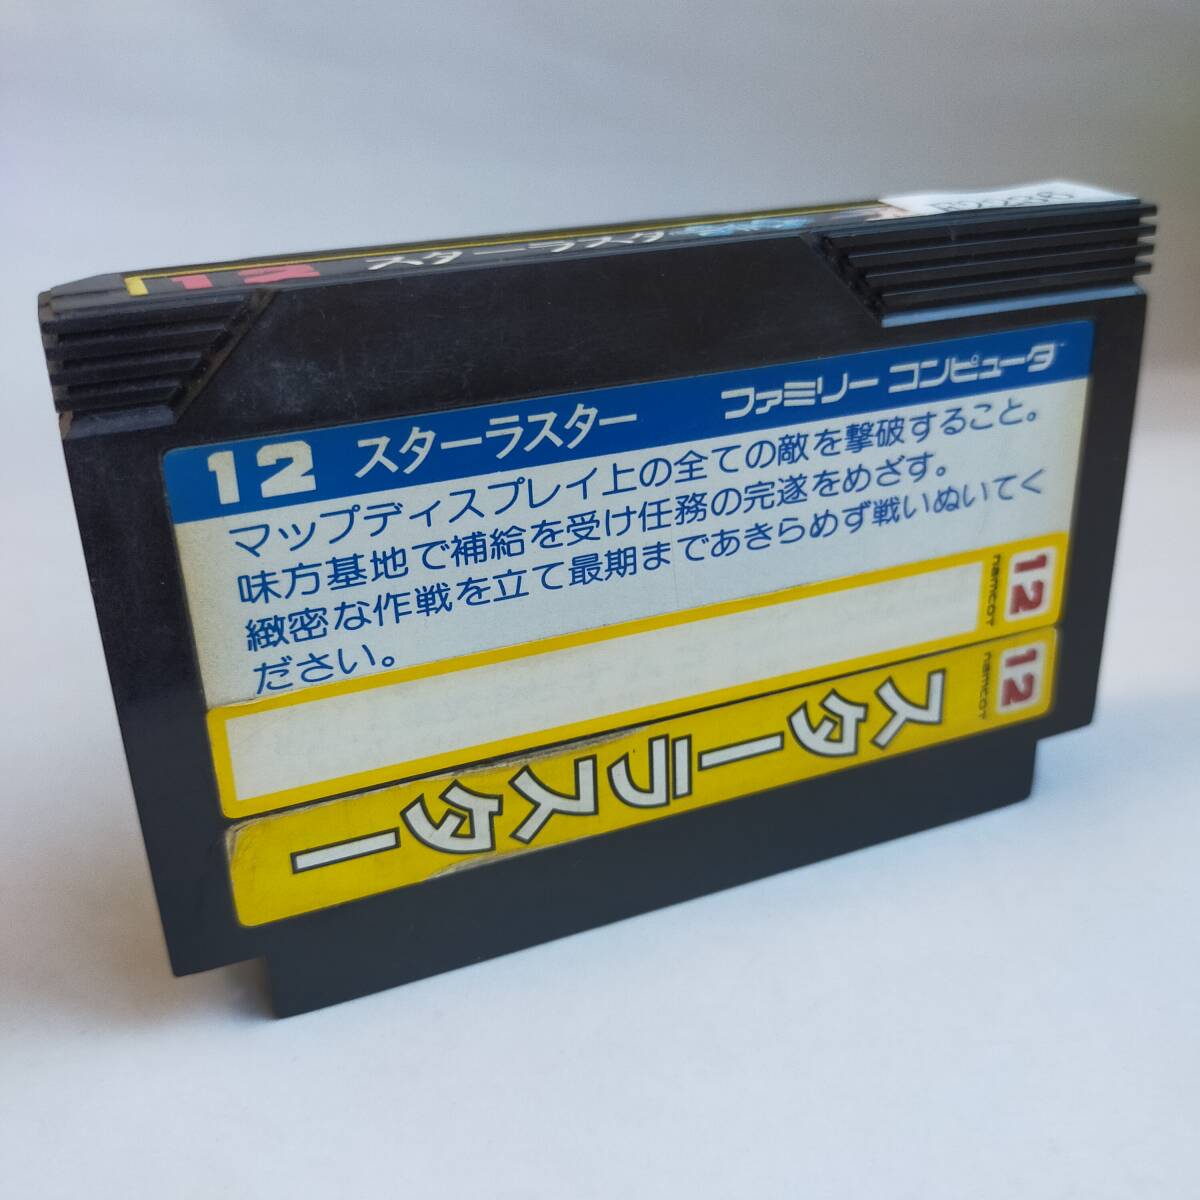 スターラスター
12 スターラスター ファミリー コンピュータ
マップディスプレイ上の全ての敵を撃破すること。
味方基地で補給を受け任務の完遂をめざす。
緻密な作戦を立て最期まであきらめず戦いぬいてく
ださい。
12
namcot
12
namcot
スターラスター